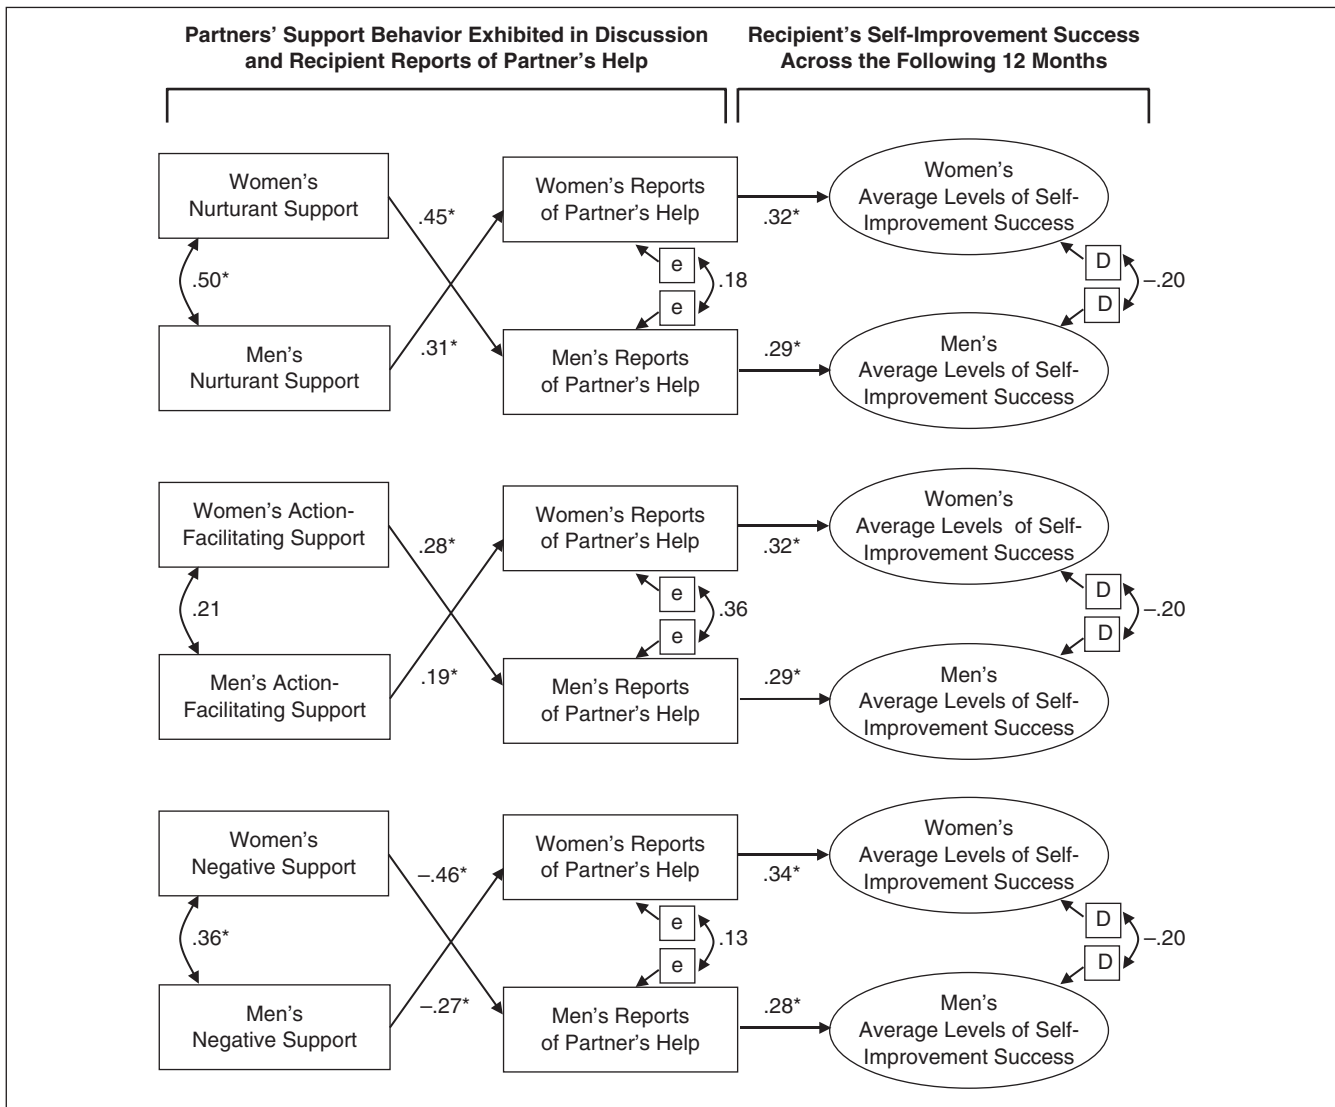 Partners’ Support Behavior Exhibited in Discussion
and Recipient Reports of Partner’s Help
Recipient’s Self-Improvement Success
Across the Following 12 Months
Women’s
Nurturant Support
.50*
Men’s
Nurturant Support
.45*
.31*
Women’s Reports
of Partner’s Help
e
e
.18
Men’s Reports
of Partner’s Help
.32*
.29*
Women’s
Average Levels of Self-
Improvement Success
D
D
–.20
Men’s
Average Levels of Self-
Improvement Success
Women’s Action-
Facilitating Support
.21
Men’s Action-
Facilitating Support
.28*
.19*
Women’s Reports
of Partner’s Help
e
e
.36
Men’s Reports
of Partner’s Help
.32*
.29*
Women’s
Average Levels of Self-
Improvement Success
D
D
–.20
Men’s
Average Levels of Self-
Improvement Success
Women’s
Negative Support
.36*
Men’s
Negative Support
–.46*
–.27*
Women’s Reports
of Partner’s Help
e
e
.13
Men’s Reports
of Partner’s Help
.34*
.28*
Women’s
Average Levels of Self-
Improvement Success
D
D
–.20
Men’s
Average Levels of Self-
Improvement Success